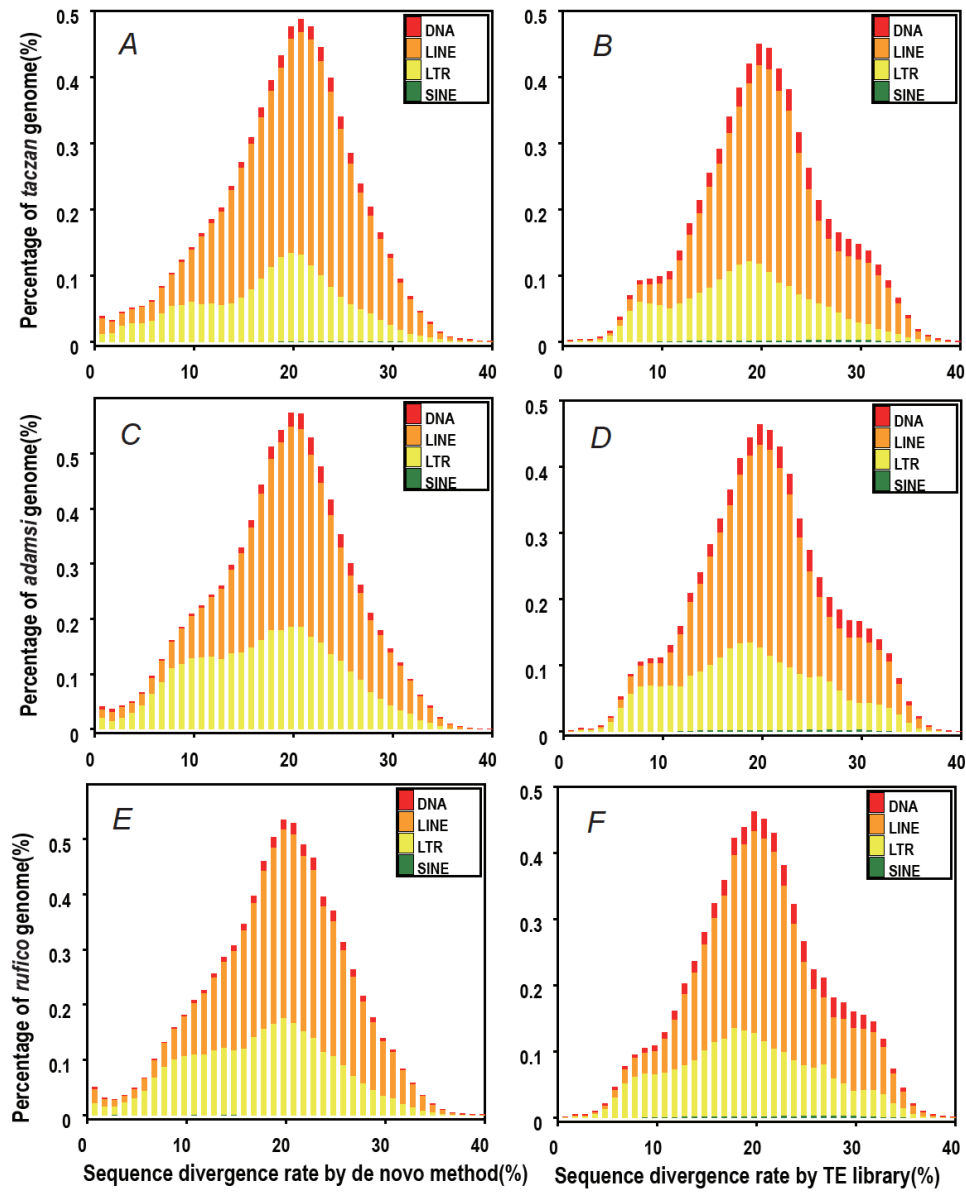 A
DNA
LINE
LTR
SINE
0.5
0.4
0.3
0.2
0.1
0
0
10
20
30
40
Percentage of taczan genome(%)
B
DNA
LINE
LTR
SINE
0.5
0.4
0.3
0.2
0.1
0
0
10
20
30
40
C
DNA
LINE
LTR
SINE
0.5
0.4
0.3
0.2
0.1
0
0
10
20
30
40
Percentage of adamsi genome(%)
D
DNA
LINE
LTR
SINE
0.5
0.4
0.3
0.2
0.1
0
0
10
20
30
40
E
DNA
LINE
LTR
SINE
0.5
0.4
0.3
0.2
0.1
0
0
10
20
30
40
Percentage of rufico genome(%)
Sequence divergence rate by de novo method(%)
F
DNA
LINE
LTR
SINE
0.5
0.4
0.3
0.2
0.1
0
0
10
20
30
40
Sequence divergence rate by TE library(%)